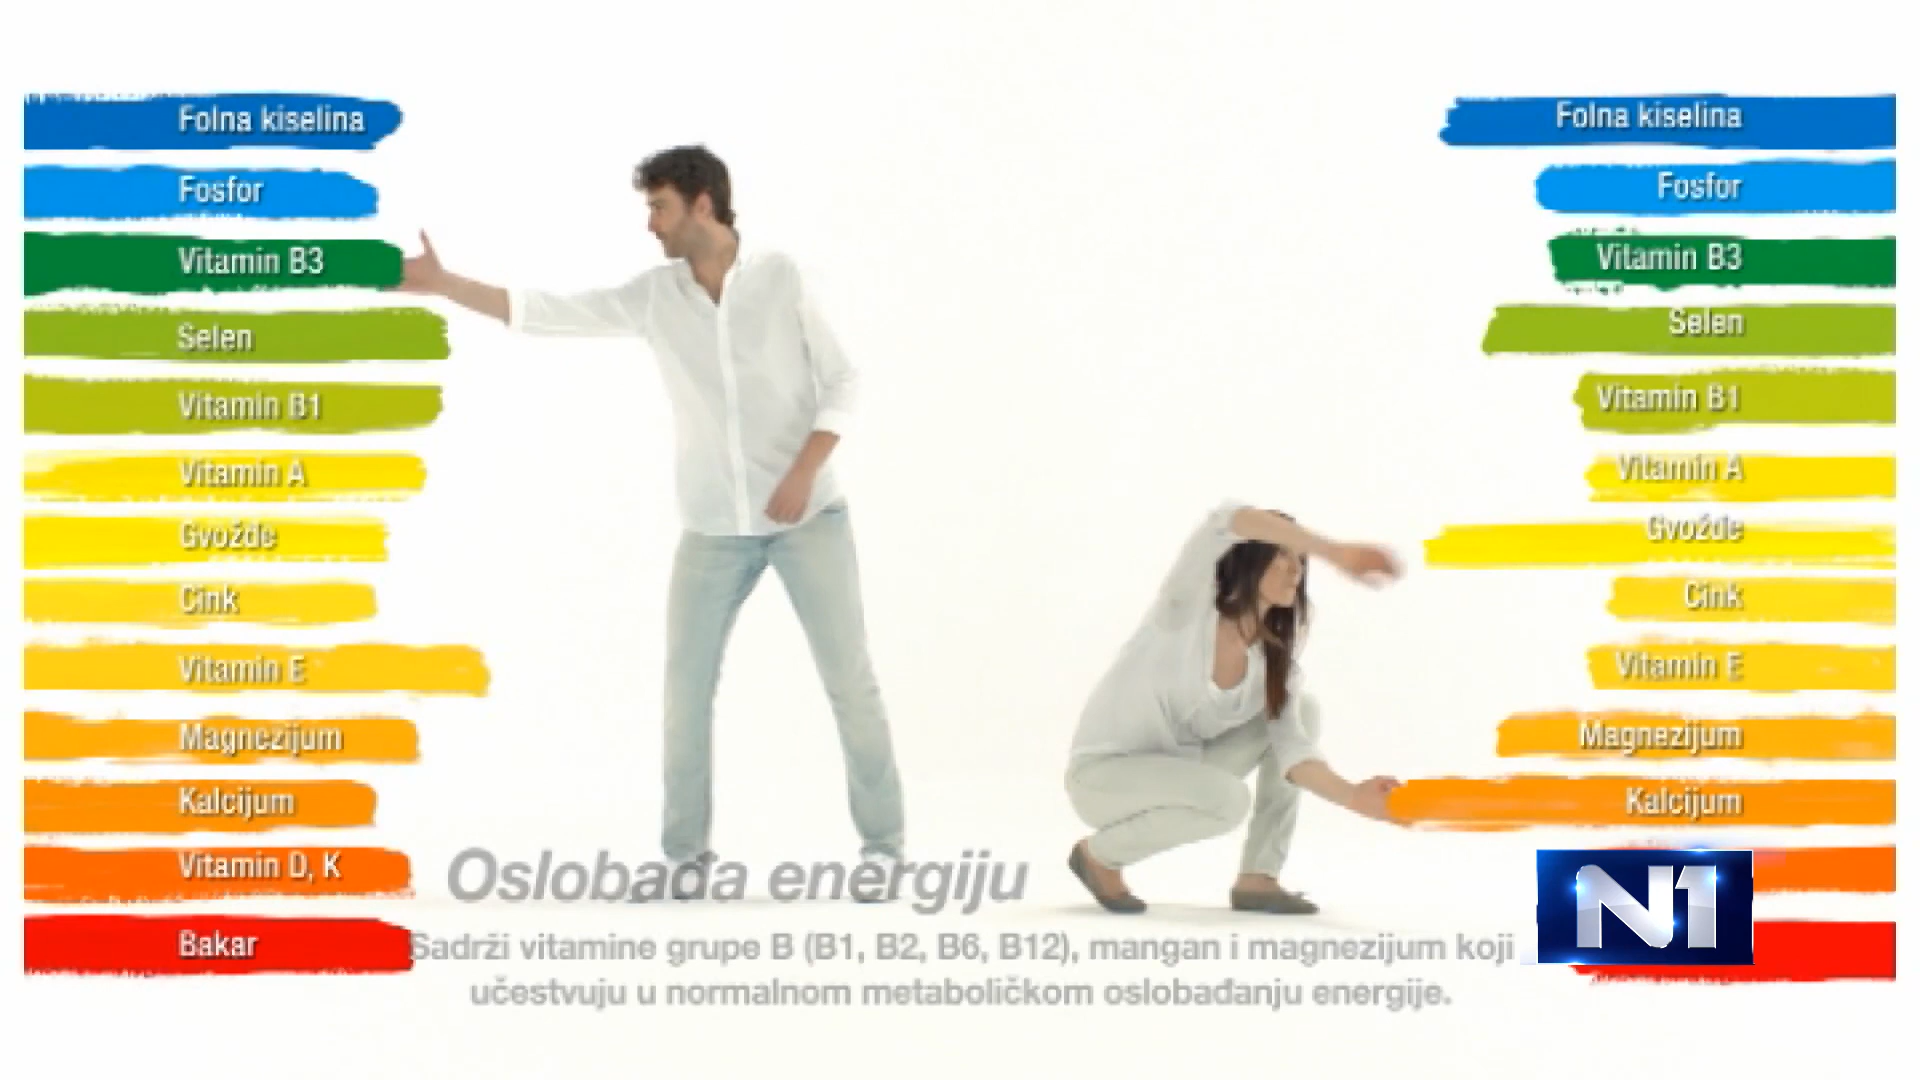 Folna kiselina
Fosfor
Vitamin B3
Selen
Vitamin B1
Vitamin A
Gvožđe
Cink
Vitamin E
Magnezijum
Kalcijum
Vitamin D, K
Bakar
Folna kiselina
Fosfor
Vitamin B3
Selen
Vitamin B1
Vitamin A
Gvožđe
Cink
Vitamin E
Magnezijum
Kalcijum
Oslobađa energiju
Sadrži vitamine grupe B (B1, B2, B6, B12), mangan i magnezijum koji
učestvuju u normalnom metaboličkom oslobađanju energije.
N1